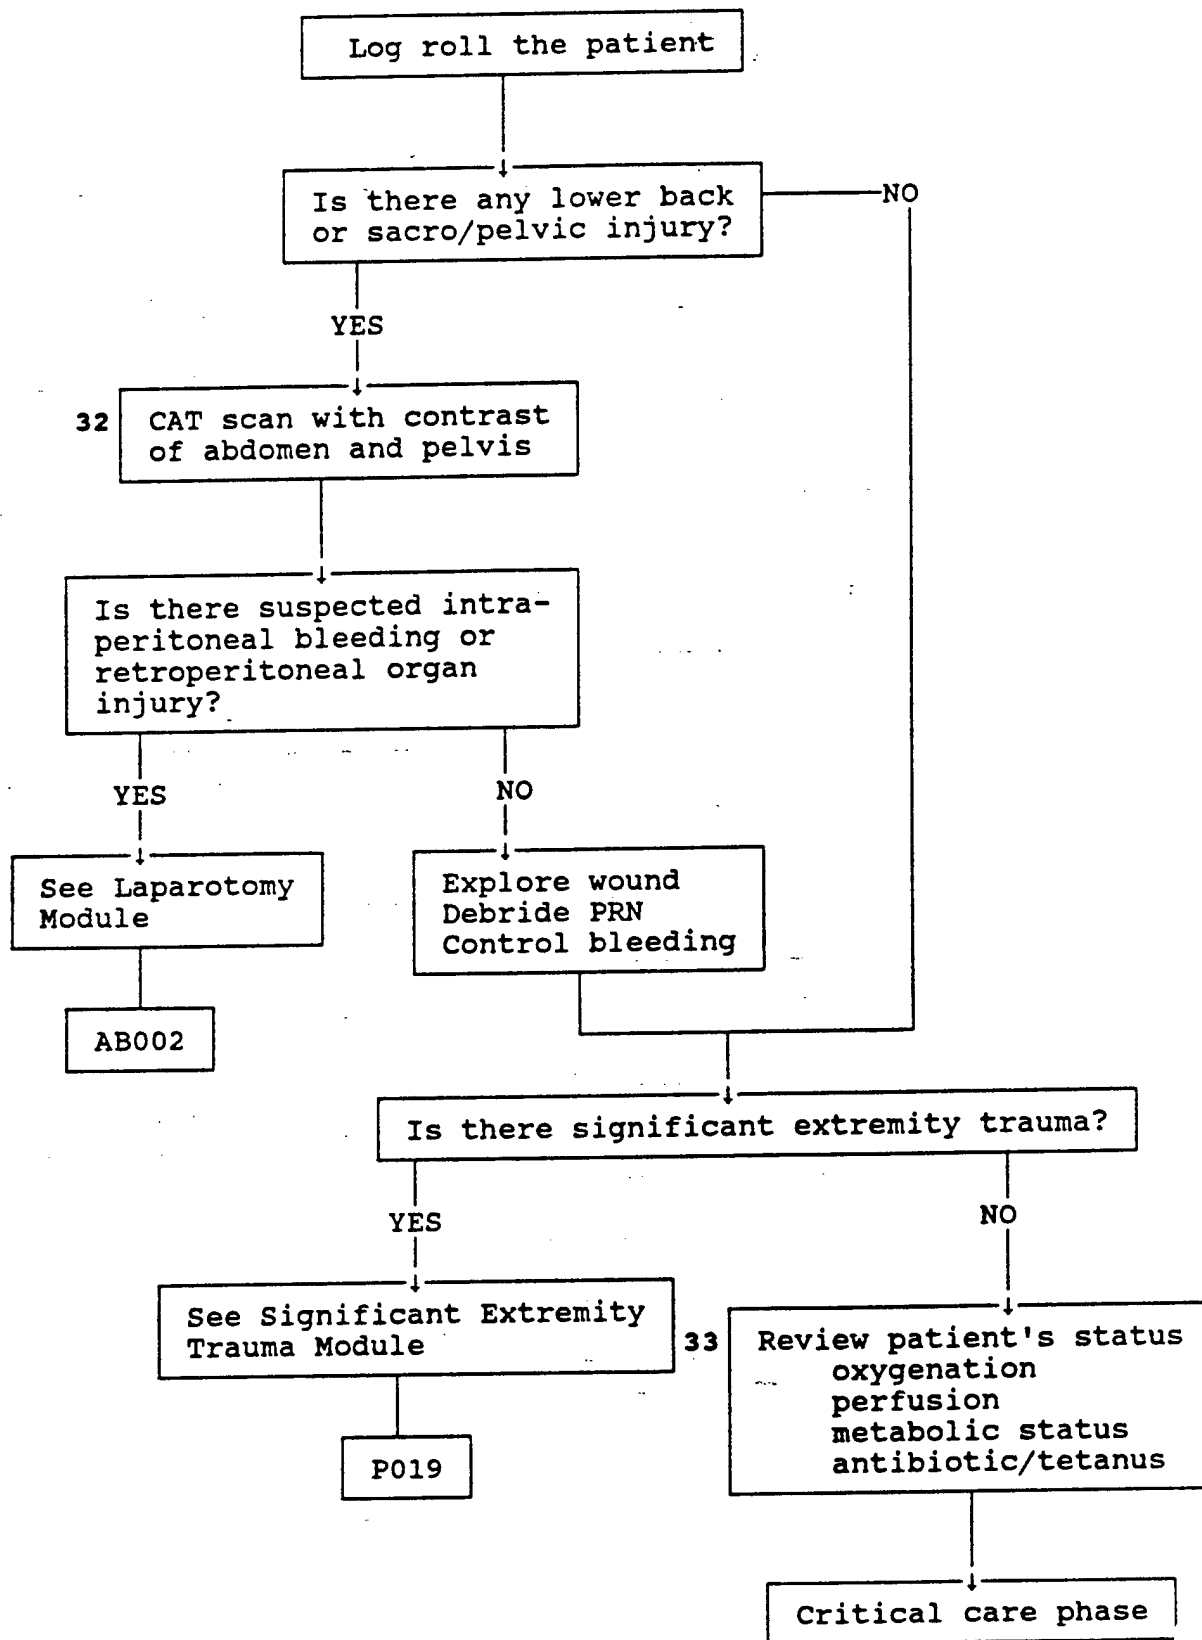 Log roll the patient
Is there any lower back
or sacro/pelvic injury?
NO
YES
32
CAT scan with contrast
of abdomen and pelvis
Is there suspected intra-
peritoneal bleeding or
retroperitoneal organ
injury?
YES
NO
See Laparotomy
Module
Explore wound
Debride PRN
Control bleeding
AB002
Is there significant extremity trauma?
YES
NO
See Significant Extremity
Trauma Module
33
Review patient's status
oxygenation
perfusion
metabolic status
antibiotic/tetanus
P019
Critical care phase